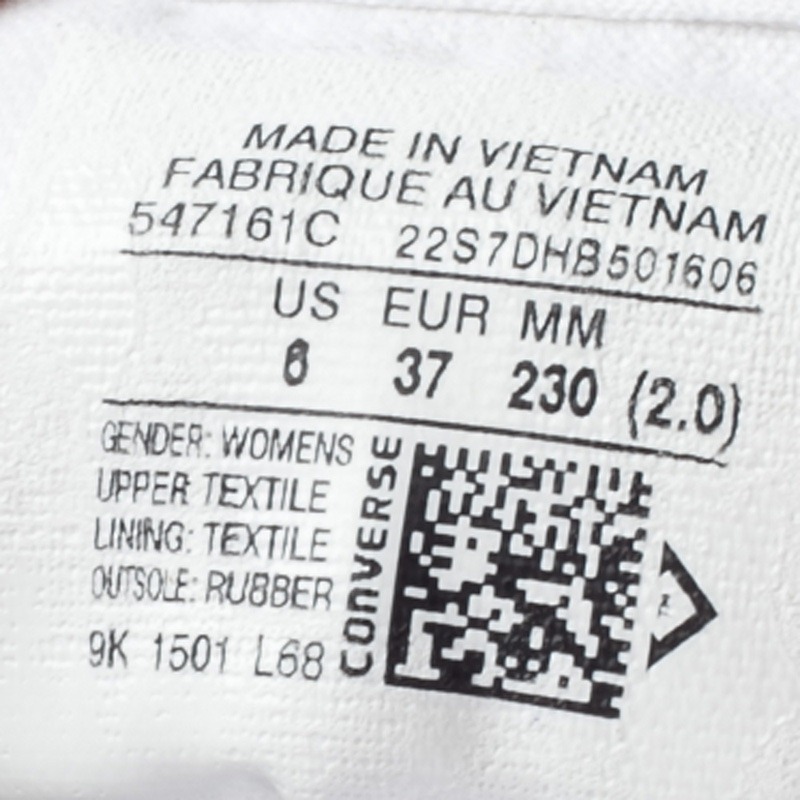 MADE IN VIETNAM
FABRIQUE AU VIETNAM
547161C 22S7DHB501606
US EUR MM
6 37 230 (2.0)
GENDER: WOMENS
UPPER TEXTILE
LINING: TEXTILE
OUTSOLE: RUBBER
9K 1501 L68
CONVERSE